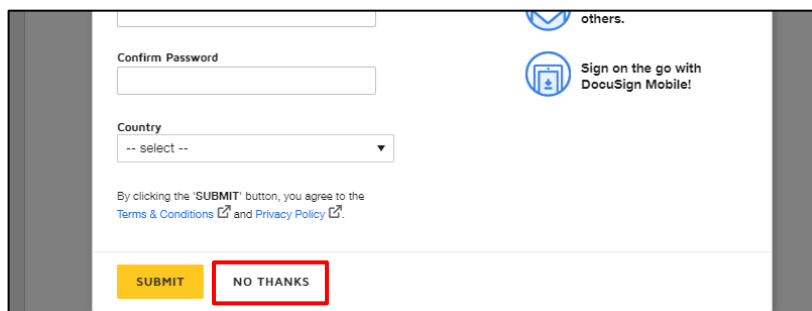 others.
Confirm Password
Sign on the go with
DocuSign Mobile!
Country
-- select --
By clicking the 'SUBMIT' button, you agree to the
Terms & Conditions and Privacy Policy.
SUBMIT
NO THANKS